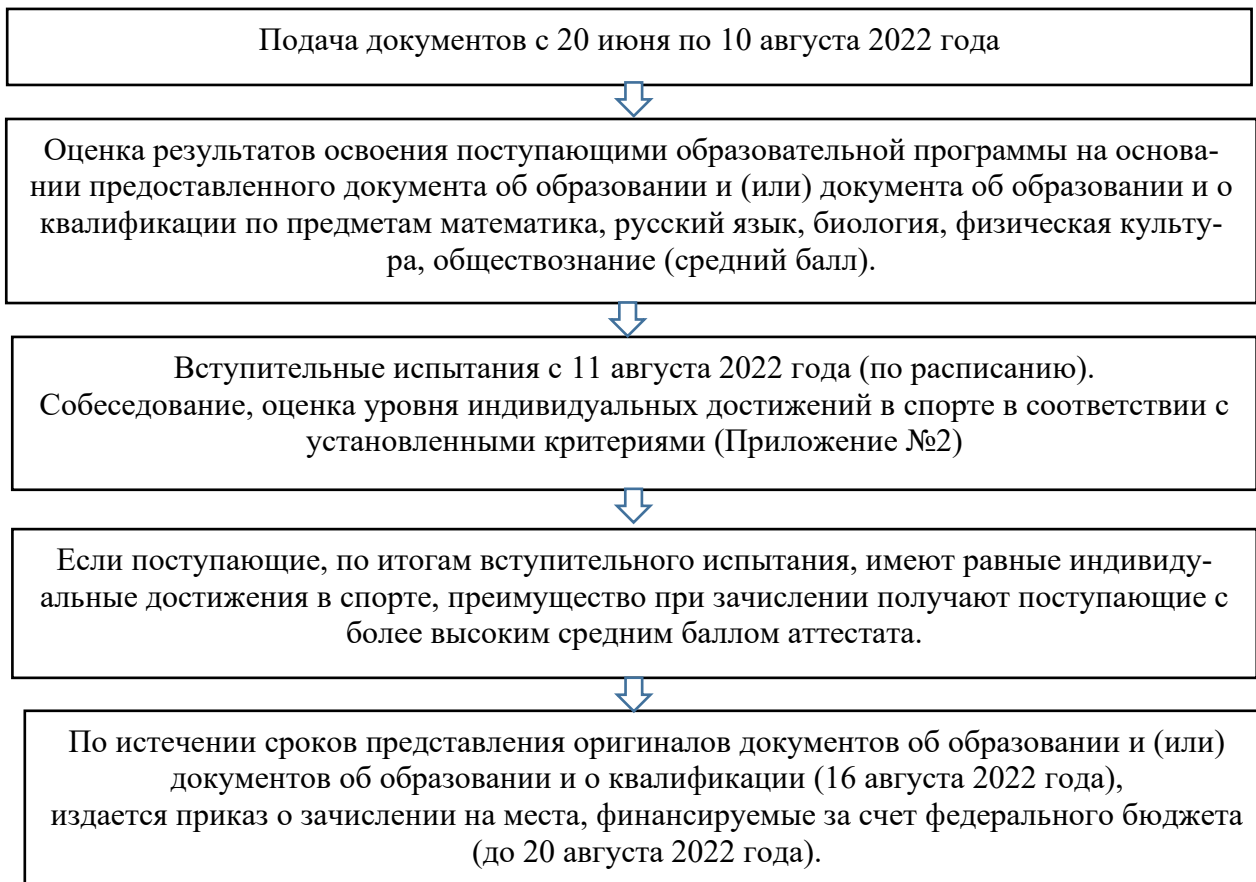 Подача документов с 20 июня по 10 августа 2022 года
Оценка результатов освоения поступающими образовательной программы на основа-
нии предоставленного документа об образовании и (или) документа об образовании и о
квалификации по предметам математика, русский язык, биология, физическая культу-
ра, обществознание (средний балл).
Вступительные испытания с 11 августа 2022 года (по расписанию).
Собеседование, оценка уровня индивидуальных достижений в спорте в соответствии с
установленными критериями (Приложение №2)
Если поступающие, по итогам вступительного испытания, имеют равные индивиду-
альные достижения в спорте, преимущество при зачислении получают поступающие с
более высоким средним баллом аттестата.
По истечении сроков представления оригиналов документов об образовании и (или)
документов об образовании и о квалификации (16 августа 2022 года),
издается приказ о зачислении на места, финансируемые за счет федерального бюджета
(до 20 августа 2022 года).